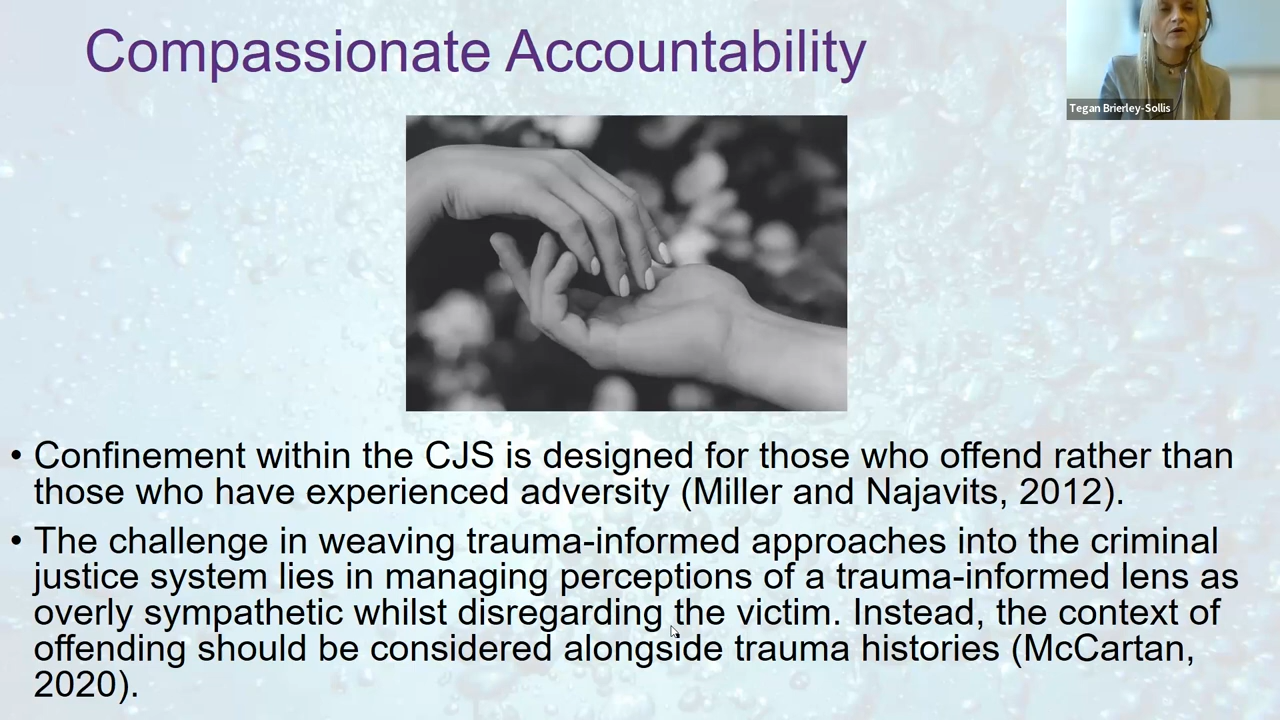 Compassionate Accountability
Tegan Brierley-Sollis
• Confinement within the CJS is designed for those who offend rather than
those who have experienced adversity (Miller and Najavits, 2012).
• The challenge in weaving trauma-informed approaches into the criminal
justice system lies in managing perceptions of a trauma-informed lens as
overly sympathetic whilst disregarding the victim. Instead, the context of
offending should be considered alongside trauma histories (McCartan,
2020).